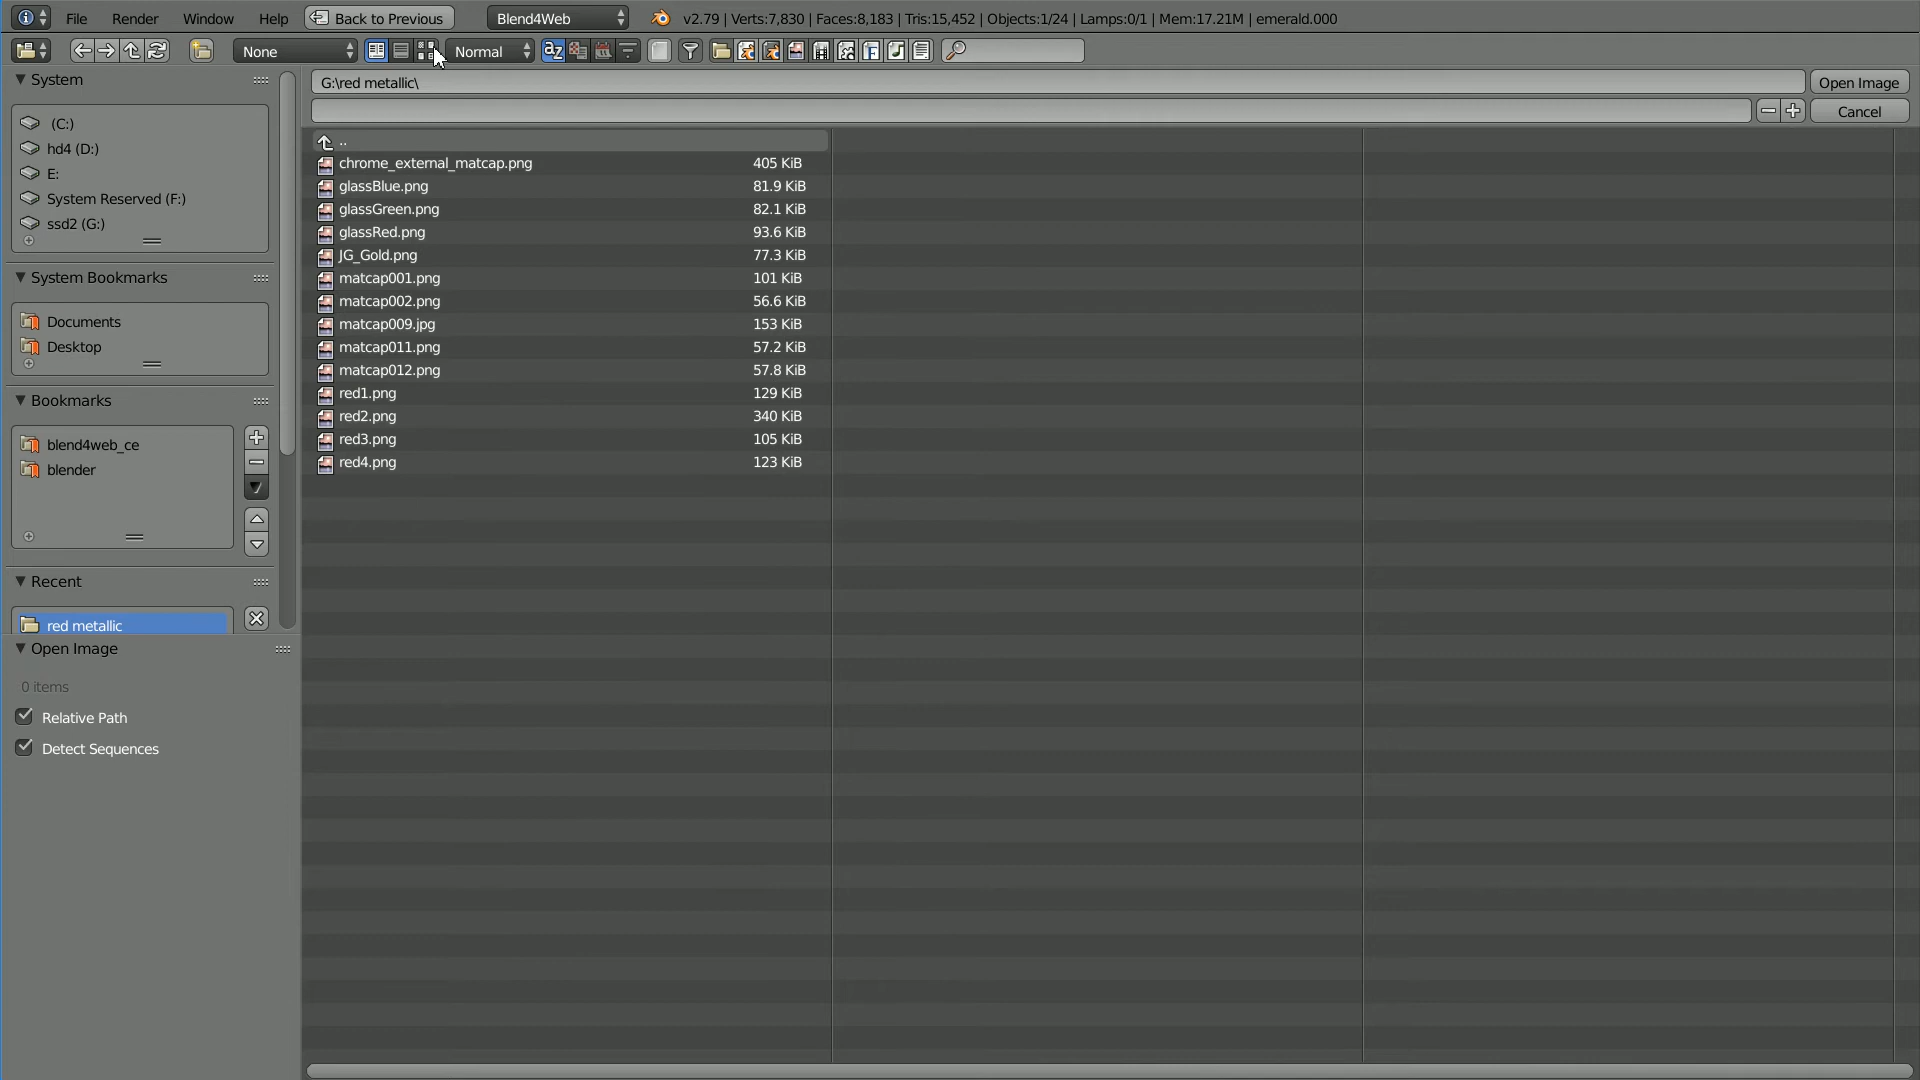 File Render Window Help Back to Previous Blend4Web v2.79 | Verts:7,830 | Faces:8,183 | Tris:15,452 | Objects:1/24 | Lamps:0/1 | Mem:17.21M | emerald.000
None Normal
System
(C:)
hd4 (D:)
E:
System Reserved (F:)
ssd2 (G:)
System Bookmarks
Documents
Desktop
Bookmarks
blend4web_ce
blender
Recent
red metallic
Open Image
0 items
Relative Path
Detect Sequences
G:\red metallic\ Open Image
Cancel
..
chrome_external_matcap.png 405 KiB
glassBlue.png 81.9 KiB
glassGreen.png 82.1 KiB
glassRed.png 93.6 KiB
JG_Gold.png 77.3 KiB
matcap001.png 101 KiB
matcap002.png 56.6 KiB
matcap009.jpg 153 KiB
matcap011.png 57.2 KiB
matcap012.png 57.8 KiB
red1.png 129 KiB
red2.png 340 KiB
red3.png 105 KiB
red4.png 123 KiB